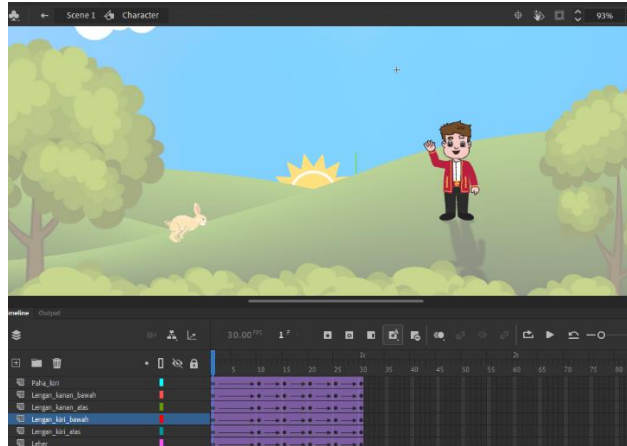 Scene 1 Character 93%
Timeline Output
30.00 FPS 1 F
1s 2s
5 10 15 20 25 30 35 40 45 50 55 60 65 70 75 80
Paha_kiri
Lengan_kanan_bawah
Lengan_kanan_atas
Lengan_kiri_bawah
Lengan_kiri_atas
Leher